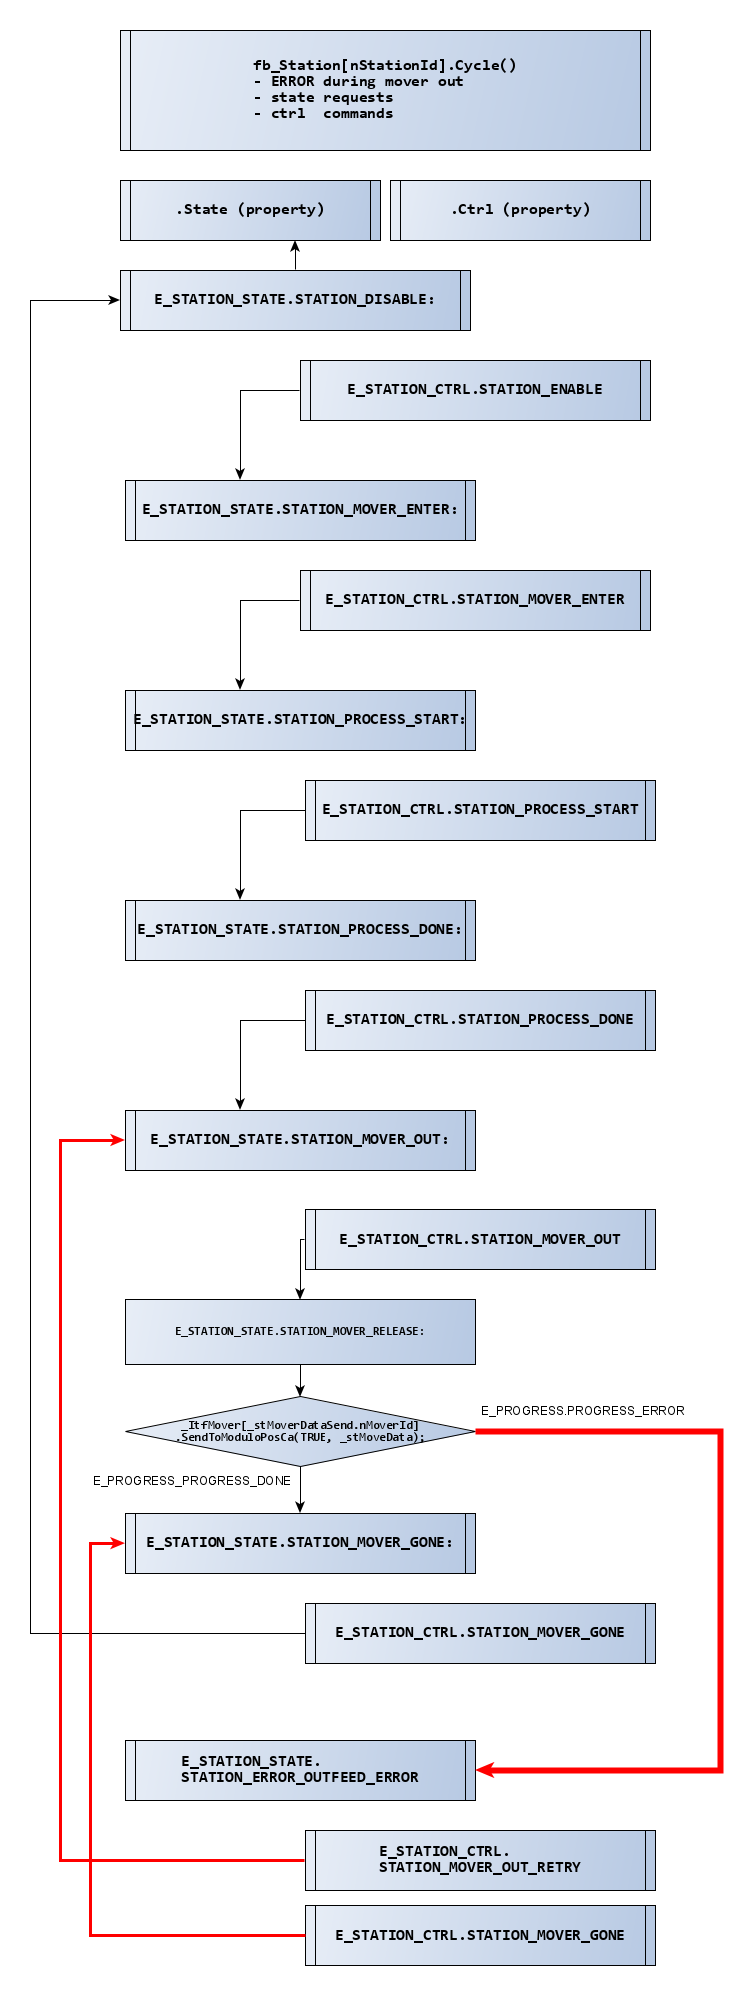 fb_Station[nStationId].Cycle()
- ERROR during mover out
- state requests
- ctrl  commands
.State (property)
.Ctrl (property)
E_STATION_STATE.STATION_DISABLE:
E_STATION_CTRL.STATION_ENABLE
E_STATION_STATE.STATION_MOVER_ENTER:
E_STATION_CTRL.STATION_MOVER_ENTER
E_STATION_STATE.STATION_PROCESS_START:
E_STATION_CTRL.STATION_PROCESS_START
E_STATION_STATE.STATION_PROCESS_DONE:
E_STATION_CTRL.STATION_PROCESS_DONE
E_STATION_STATE.STATION_MOVER_OUT:
E_STATION_CTRL.STATION_MOVER_OUT
E_STATION_STATE.STATION_MOVER_RELEASE:
_ItfMover[_stMoverDataSend.nMoverId]
.SendToModuloPosCa(TRUE, _stMoveData);
E_PROGRESS.PROGRESS_ERROR
E_PROGRESS_PROGRESS_DONE
E_STATION_STATE.STATION_MOVER_GONE:
E_STATION_CTRL.STATION_MOVER_GONE
E_STATION_STATE.
STATION_ERROR_OUTFEED_ERROR
E_STATION_CTRL.
STATION_MOVER_OUT_RETRY
E_STATION_CTRL.STATION_MOVER_GONE